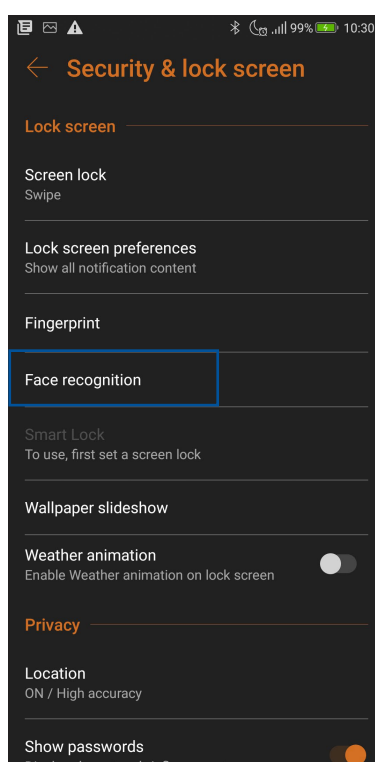 99% 10:30
Security & lock screen
Lock screen
Screen lock
Swipe
Lock screen preferences
Show all notification content
Fingerprint
Face recognition
Smart Lock
To use, first set a screen lock
Wallpaper slideshow
Weather animation
Enable Weather animation on lock screen
Privacy
Location
ON / High accuracy
Show passwords